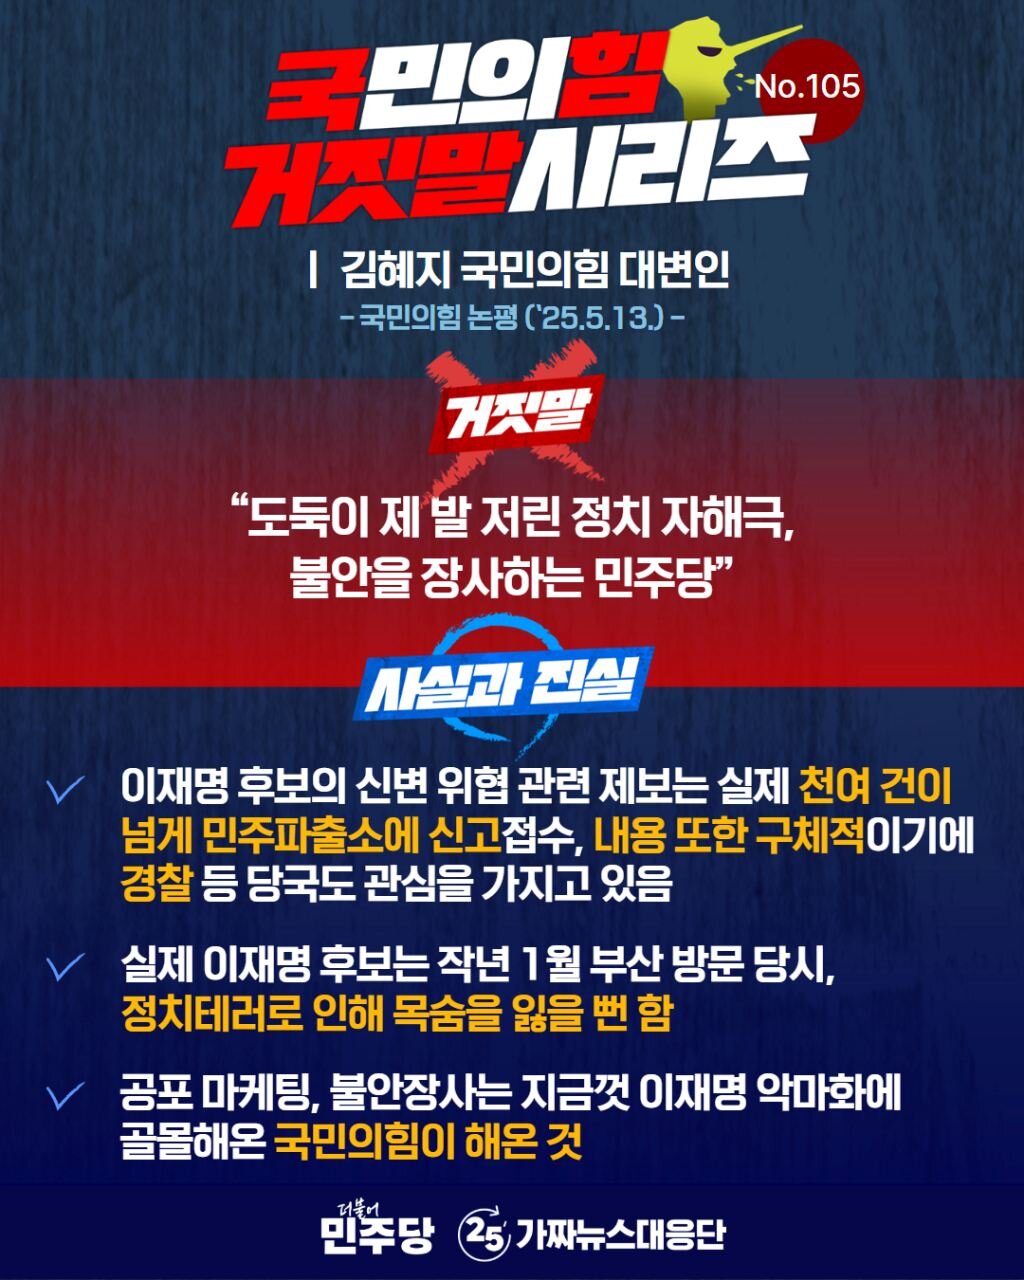 국민의힘
No.105
거짓말시리즈
| 김혜지 국민의힘 대변인
- 국민의힘 논평 (`25.5.13.) -
거짓말
“도둑이 제 발 저린 정치 자해극,
불안을 장사하는 민주당”
사실과 진실
이재명 후보의 신변 위협 관련 제보는 실제 천여 건이
넘게 민주파출소에 신고접수, 내용 또한 구체적이기에
경찰 등 당국도 관심을 가지고 있음
실제 이재명 후보는 작년 1월 부산 방문 당시,
정치테러로 인해 목숨을 잃을 뻔 함
공포 마케팅, 불안장사는 지금껏 이재명 악마화에
골몰해온 국민의힘이 해온 것
더불어
민주당 25 가짜뉴스대응단